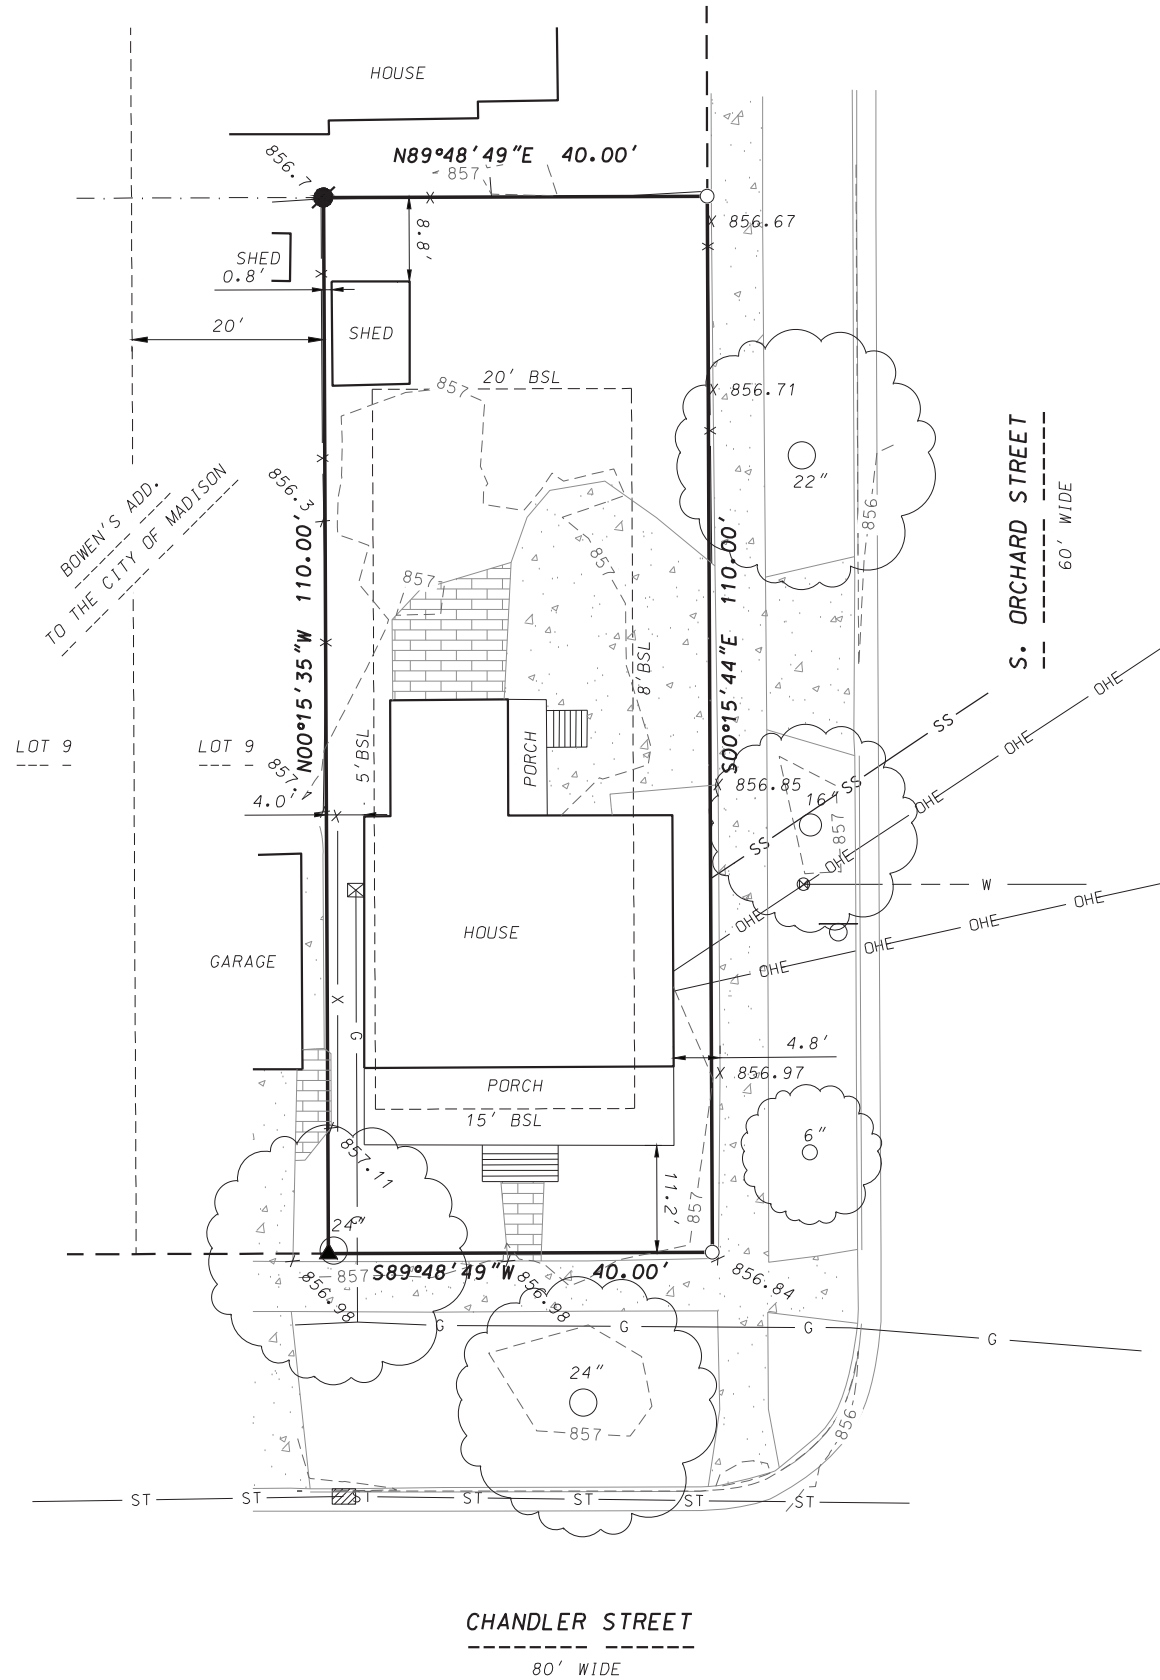 HOUSE
856.7
N89°48'49"E 40.00'
857
X
X 856.67
8.8'
X
SHED
X
0.8'
SHED
20'
857
20' BSL
X 856.71
X
22"
X
856.3
856
S. ORCHARD STREET
60' WIDE
BOWEN'S ADD.
TO THE CITY OF MADISON
N00°15'35"W 110.00'
S00°15'44"E 110.00'
857
857
X
8' BSL
OHE
SS
OHE
LOT 9
LOT 9
5' BSL
PORCH
857.1
X 856.85
SS
16"
OHE
4.0'
X
857
SS
OHE
W
OHE
OHE
OHE
OHE
OHE
HOUSE
GARAGE
X
G
4.8'
X 856.97
PORCH
15' BSL
6"
857.11
11.2'
857
24"
G
857
S89°48'49"W 40.00'
856.98
856.98
856.84
G
G
G
G
24"
857
856
ST
ST
ST
ST
ST
ST
ST
CHANDLER STREET
80' WIDE